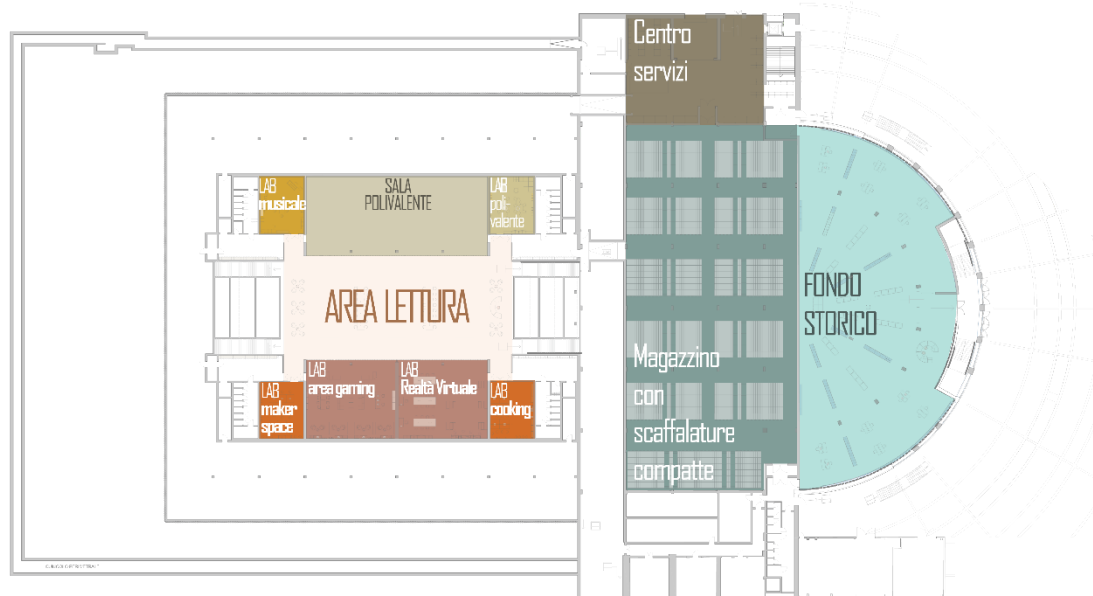 Centro
servizi
LAB
musicale
SALA
POLIVALENTE
LAB
poli-
valente
AREA LETTURA
FONDO
STORICO
LAB
area gaming
LAB
Realtà Virtuale
LAB
maker
space
LAB
cooking
Magazzino
con
scaffalature
compatte